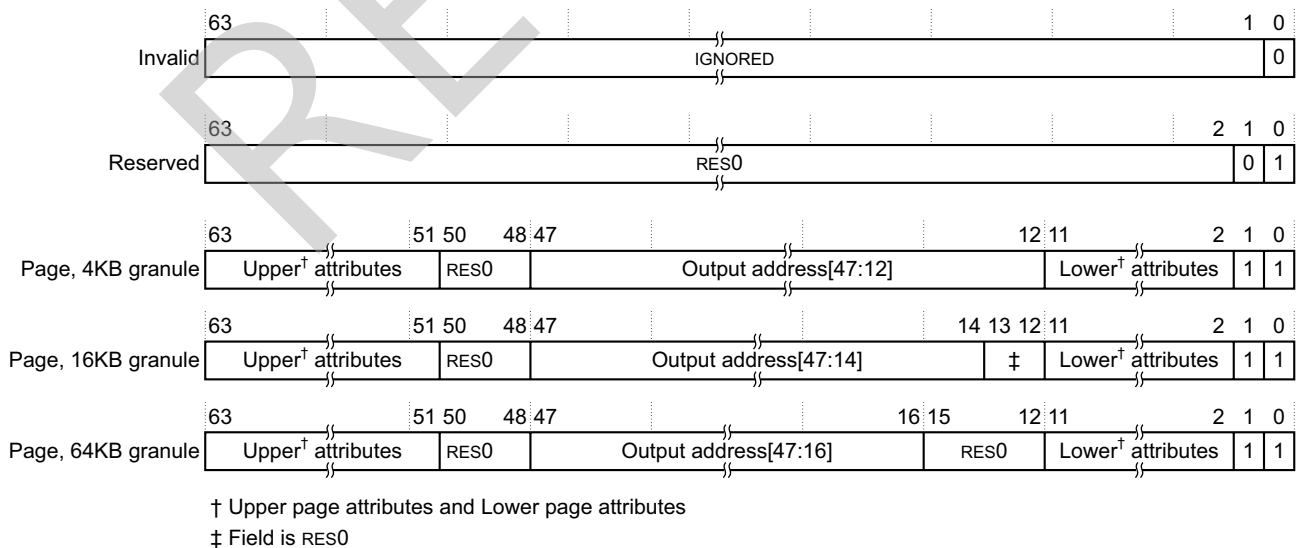 63 1 0
Invalid IGNORED 0
63 2 1 0
Reserved RES0 0 1
63 51 50 48 47 12 11 2 1 0
Page, 4KB granule Upper† attributes RES0 Output address[47:12] Lower† attributes 1 1
63 51 50 48 47 14 13 12 11 2 1 0
Page, 16KB granule Upper† attributes RES0 Output address[47:14] ‡ Lower† attributes 1 1
63 51 50 48 47 16 15 12 11 2 1 0
Page, 64KB granule Upper† attributes RES0 Output address[47:16] RES0 Lower† attributes 1 1
† Upper page attributes and Lower page attributes
‡ Field is RES0
RE